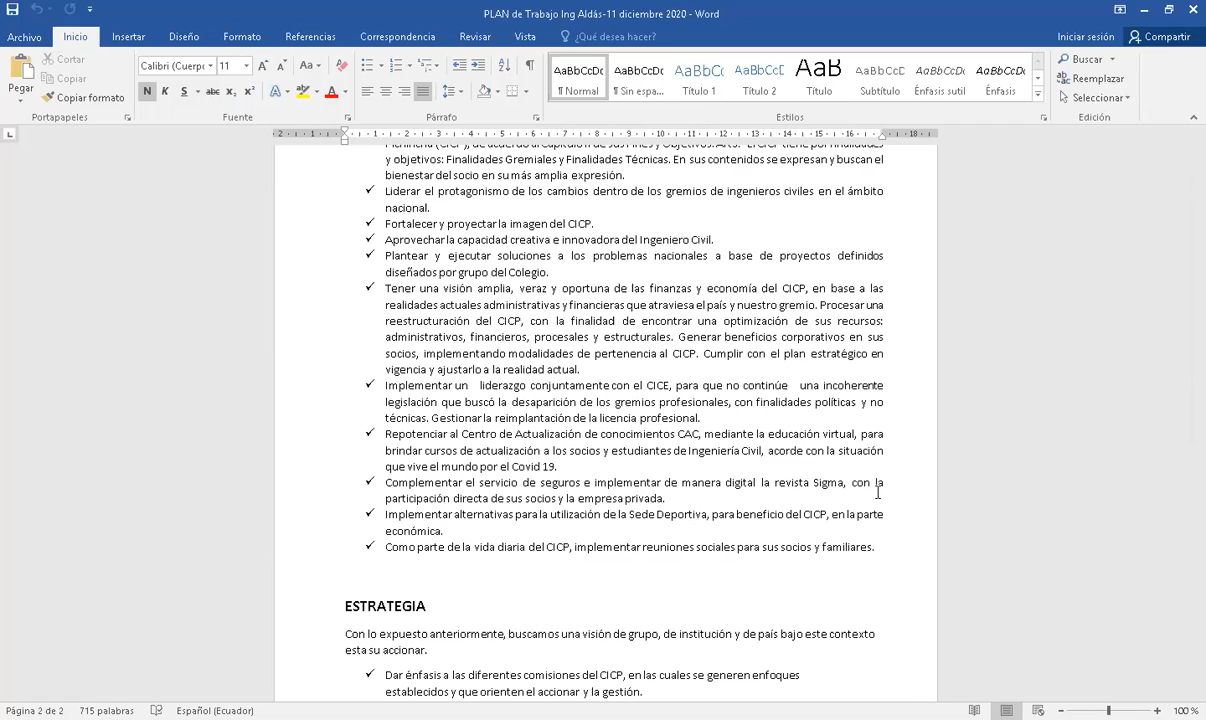 PLAN de Trabajo Ing Aldás-11 diciembre 2020 - Word
Archivo Inicio Insertar Diseño Formato Referencias Correspondencia Revisar Vista ¿Qué desea hacer? Iniciar sesión Compartir
Pegar
Cortar
Copiar
Copiar formato
Portapapeles
Calibri (Cuerpo 11
N K S abc x₂ x²
Fuente
Párrafo
AaBbCcDc AaBbCcDc AaBbCc AaBbCcD AaB AaBbCcD AaBbCcDc AaBbCcDc
¶ Normal ¶ Sin espa... Título 1 Título 2 Título Subtítulo Énfasis sutil Énfasis
Estilos
Buscar
Reemplazar
Seleccionar
Edición
y objetivos: Finalidades Gremiales y Finalidades Técnicas. En sus contenidos se expresan y buscan el
bienestar del socio en su más amplia expresión.
✓ Liderar el protagonismo de los cambios dentro de los gremios de ingenieros civiles en el ámbito
nacional.
✓ Fortalecer y proyectar la imagen del CICP.
✓ Aprovechar la capacidad creativa e innovadora del Ingeniero Civil.
✓ Plantear y ejecutar soluciones a los problemas nacionales a base de proyectos definidos
diseñados por grupo del Colegio.
✓ Tener una visión amplia, veraz y oportuna de las finanzas y economía del CICP, en base a las
realidades actuales administrativas y financieras que atraviesa el país y nuestro gremio. Procesar una
reestructuración del CICP, con la finalidad de encontrar una optimización de sus recursos:
administrativos, financieros, procesales y estructurales. Generar beneficios corporativos en sus
socios, implementando modalidades de pertenencia al CICP. Cumplir con el plan estratégico en
vigencia y ajustarlo a la realidad actual.
✓ Implementar un liderazgo conjuntamente con el CICE, para que no continúe una incoherente
legislación que buscó la desaparición de los gremios profesionales, con finalidades políticas y no
técnicas. Gestionar la reimplantación de la licencia profesional.
✓ Repotenciar al Centro de Actualización de conocimientos CAC, mediante la educación virtual, para
brindar cursos de actualización a los socios y estudiantes de Ingeniería Civil, acorde con la situación
que vive el mundo por el Covid 19.
✓ Complementar el servicio de seguros e implementar de manera digital la revista Sigma, con la
participación directa de sus socios y la empresa privada.
✓ Implementar alternativas para la utilización de la Sede Deportiva, para beneficio del CICP, en la parte
económica.
✓ Como parte de la vida diaria del CICP, implementar reuniones sociales para sus socios y familiares.
ESTRATEGIA
Con lo expuesto anteriormente, buscamos una visión de grupo, de institución y de país bajo este contexto
esta su accionar.
✓ Dar énfasis a las diferentes comisiones del CICP, en las cuales se generen enfoques
establecidos y que orienten el accionar y la gestión.
Página 2 de 2 715 palabras Español (Ecuador) 100 %